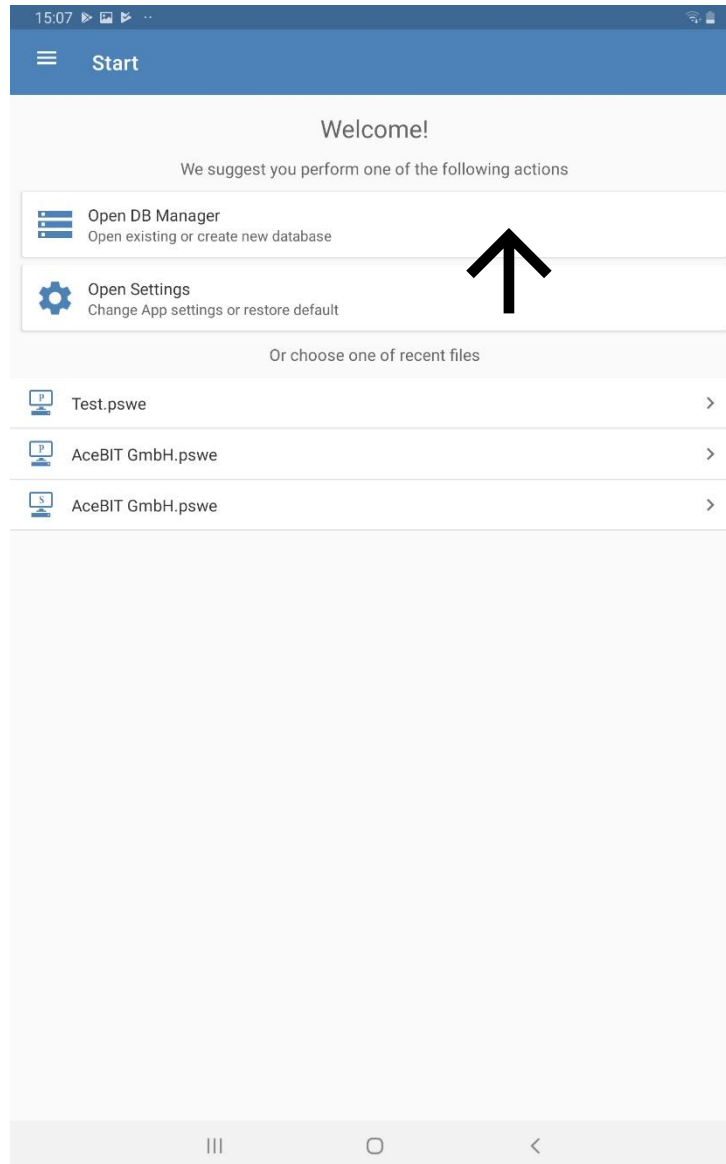 15:07
Start
Welcome!
We suggest you perform one of the following actions
Open DB Manager
Open existing or create new database
Open Settings
Change App settings or restore default
Or choose one of recent files
P
Test.pswe
P
AceBIT GmbH.pswe
S
AceBIT GmbH.pswe